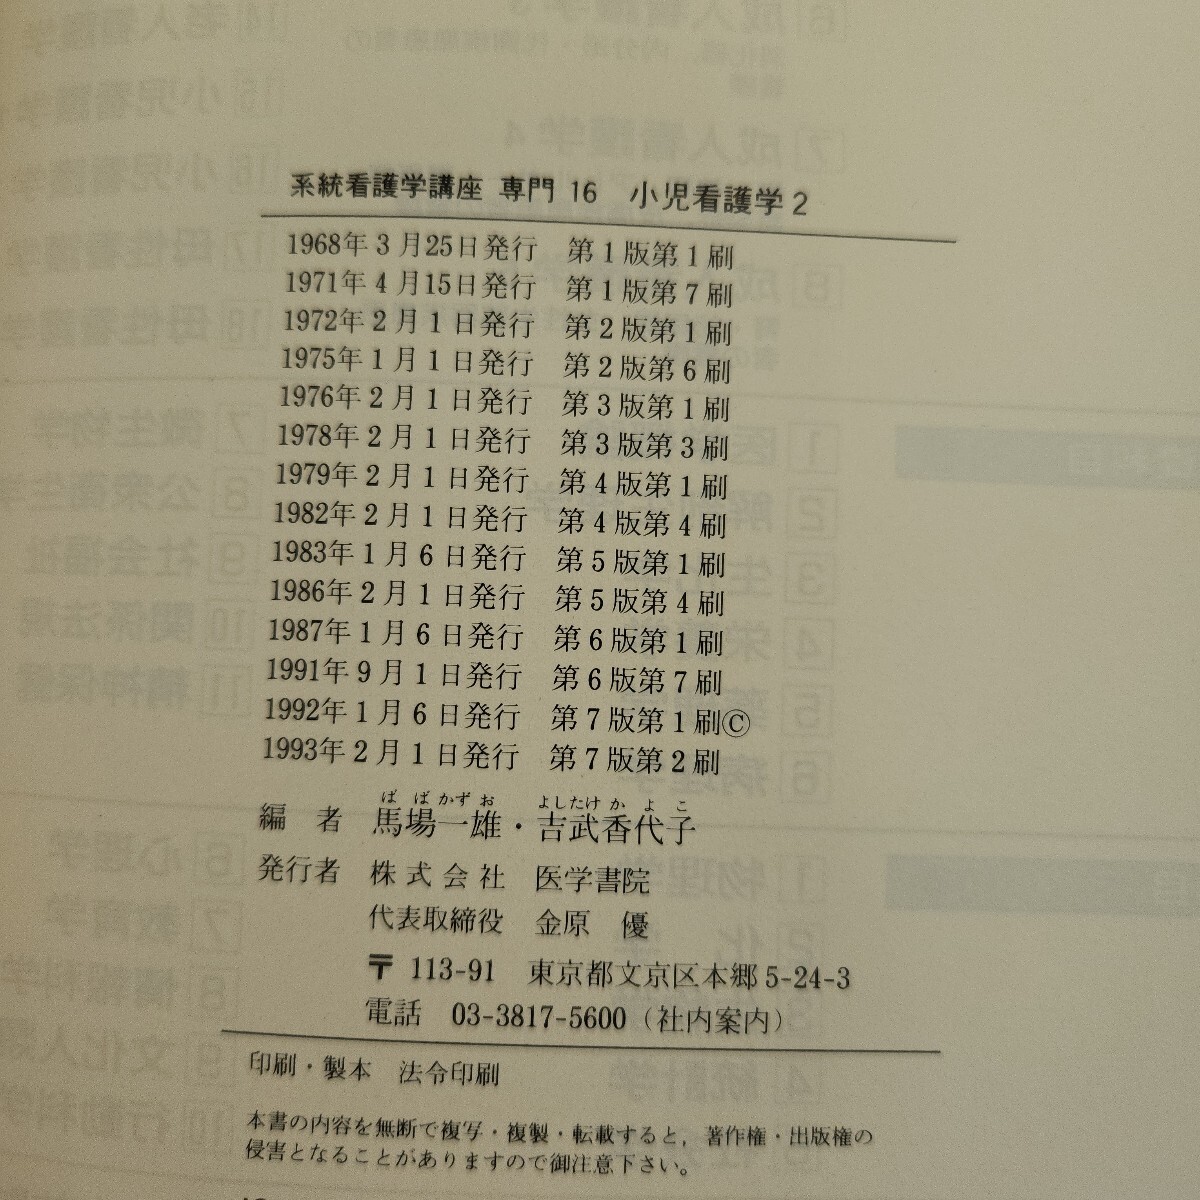 系統看護学講座 専門 16 小児看護学 2
1968年 3 月25日発行 第 1 版第 1 刷
1971年 4 月15日発行 第 1 版第 7 刷
1972年 2 月 1 日発行 第 2 版第 1 刷
1975年 1 月 1 日発行 第 2 版第 6 刷
1976年 2 月 1 日発行 第 3 版第 1 刷
1978年 2 月 1 日発行 第 3 版第 3 刷
1979年 2 月 1 日発行 第 4 版第 1 刷
1982年 2 月 1 日発行 第 4 版第 4 刷
1983年 1 月 6 日発行 第 5 版第 1 刷
1986年 2 月 1 日発行 第 5 版第 4 刷
1987年 1 月 6 日発行 第 6 版第 1 刷
1991年 9 月 1 日発行 第 6 版第 7 刷
1992年 1 月 6 日発行 第 7 版第 1 刷©
1993年 2 月 1 日発行 第 7 版第 2 刷
ば ば かず お よしたけ か よ こ
編 者 馬場一雄・吉武香代子
発行者 株式会社 医学書院
代表取締役 金原 優
〒 113-91 東京都文京区本郷 5-24-3
電話 03-3817-5600（社内案内）
印刷・製本 法令印刷
本書の内容を無断で複写・複製・転載すると，著作権・出版権の
侵害となることがありますので御注意下さい。